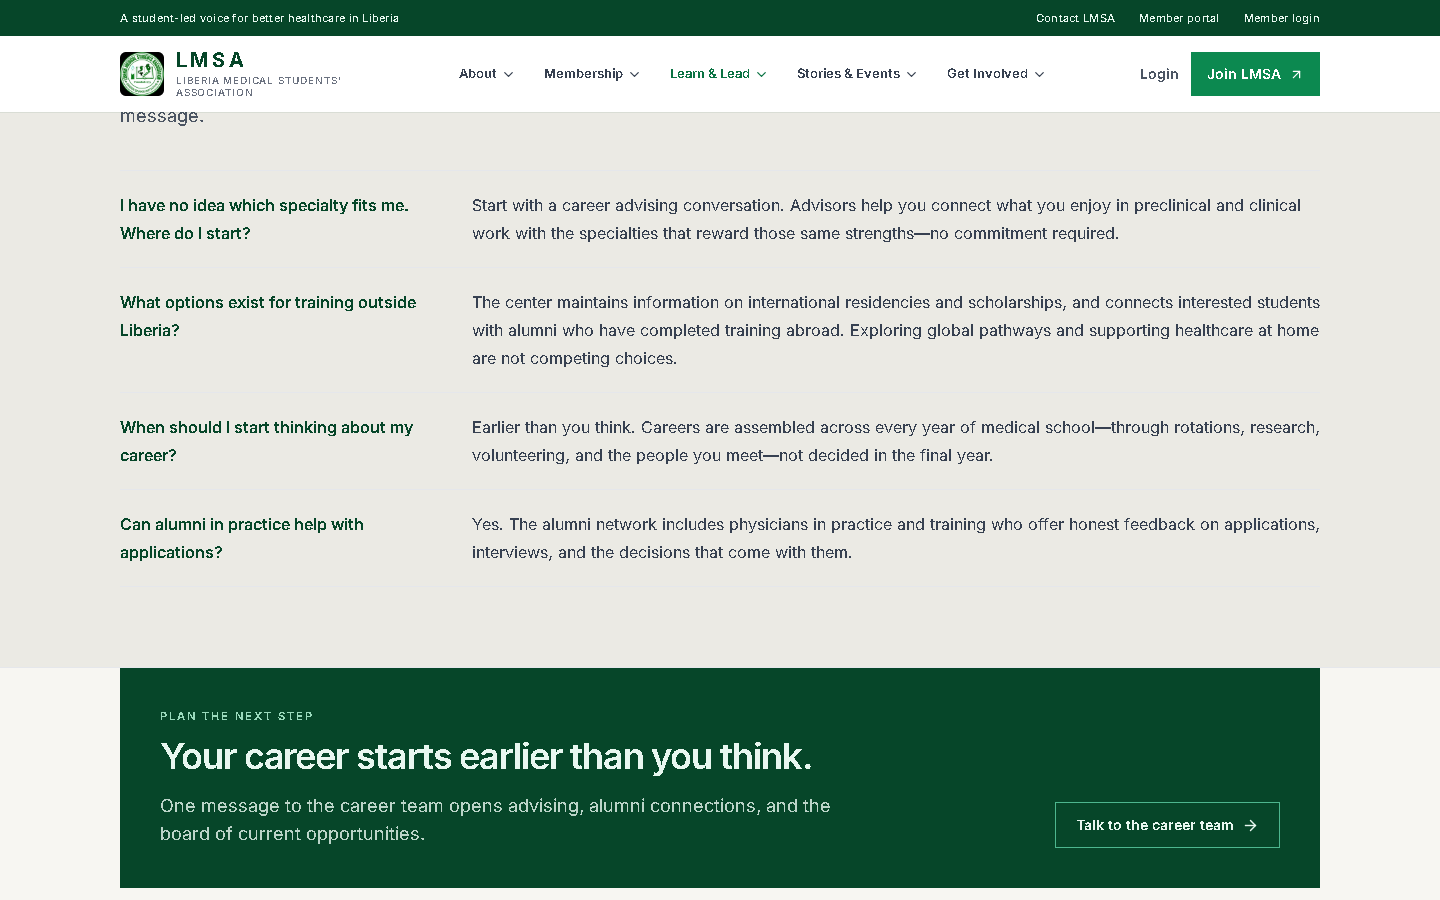 A student-led voice for better healthcare in Liberia
Contact LMSA
Member portal
Member login
LMSA
LIBERIA MEDICAL STUDENTS'
ASSOCIATION
About
Membership
Learn & Lead
Stories & Events
Get Involved
Login
Join LMSA
message.
I have no idea which specialty fits me.
Where do I start?
Start with a career advising conversation. Advisors help you connect what you enjoy in preclinical and clinical
work with the specialties that reward those same strengths—no commitment required.
What options exist for training outside
Liberia?
The center maintains information on international residencies and scholarships, and connects interested students
with alumni who have completed training abroad. Exploring global pathways and supporting healthcare at home
are not competing choices.
When should I start thinking about my
career?
Earlier than you think. Careers are assembled across every year of medical school—through rotations, research,
volunteering, and the people you meet—not decided in the final year.
Can alumni in practice help with
applications?
Yes. The alumni network includes physicians in practice and training who offer honest feedback on applications,
interviews, and the decisions that come with them.
PLAN THE NEXT STEP
Your career starts earlier than you think.
One message to the career team opens advising, alumni connections, and the
board of current opportunities.
Talk to the career team